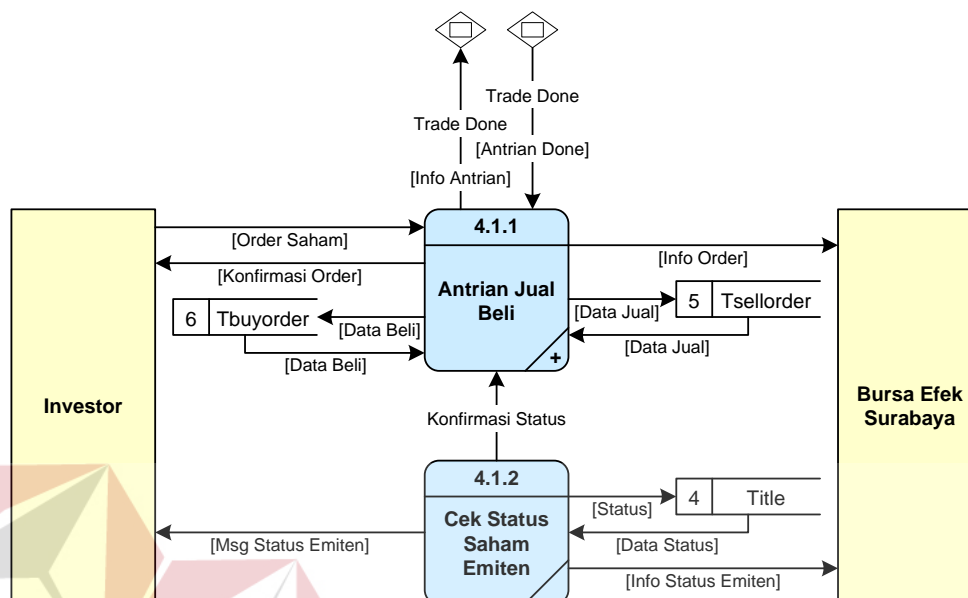 Trade Done
Trade Done
[Antrian Done]
[Info Antrian]
4.1.1
[Order Saham]
[Info Order]
[Konfirmasi Order]
Antrian Jual
Beli
5 Tsellorder
6 Tbuyorder
[Data Jual]
[Data Beli]
[Data Jual]
[Data Beli]
+
Investor
Bursa Efek
Surabaya
Konfirmasi Status
4.1.2
4 Title
[Status]
Cek Status
Saham
Emiten
[Msg Status Emiten]
[Data Status]
[Info Status Emiten]